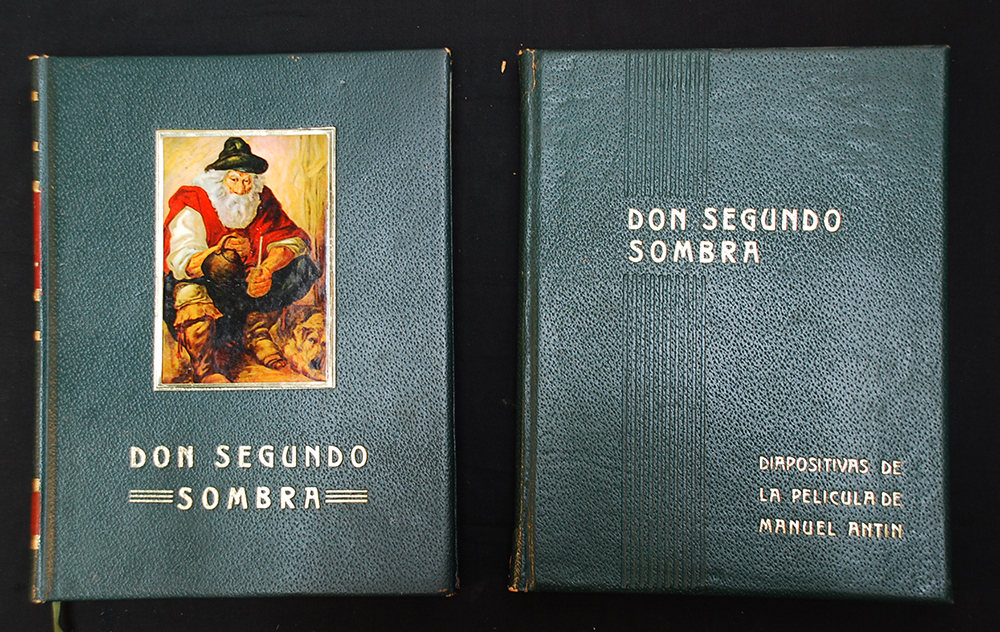 DON SEGUNDO
SOMBRA
DON SEGUNDO
SOMBRA
DIAPOSITIVAS DE
LA PELICULA DE
MANUEL ANTIN